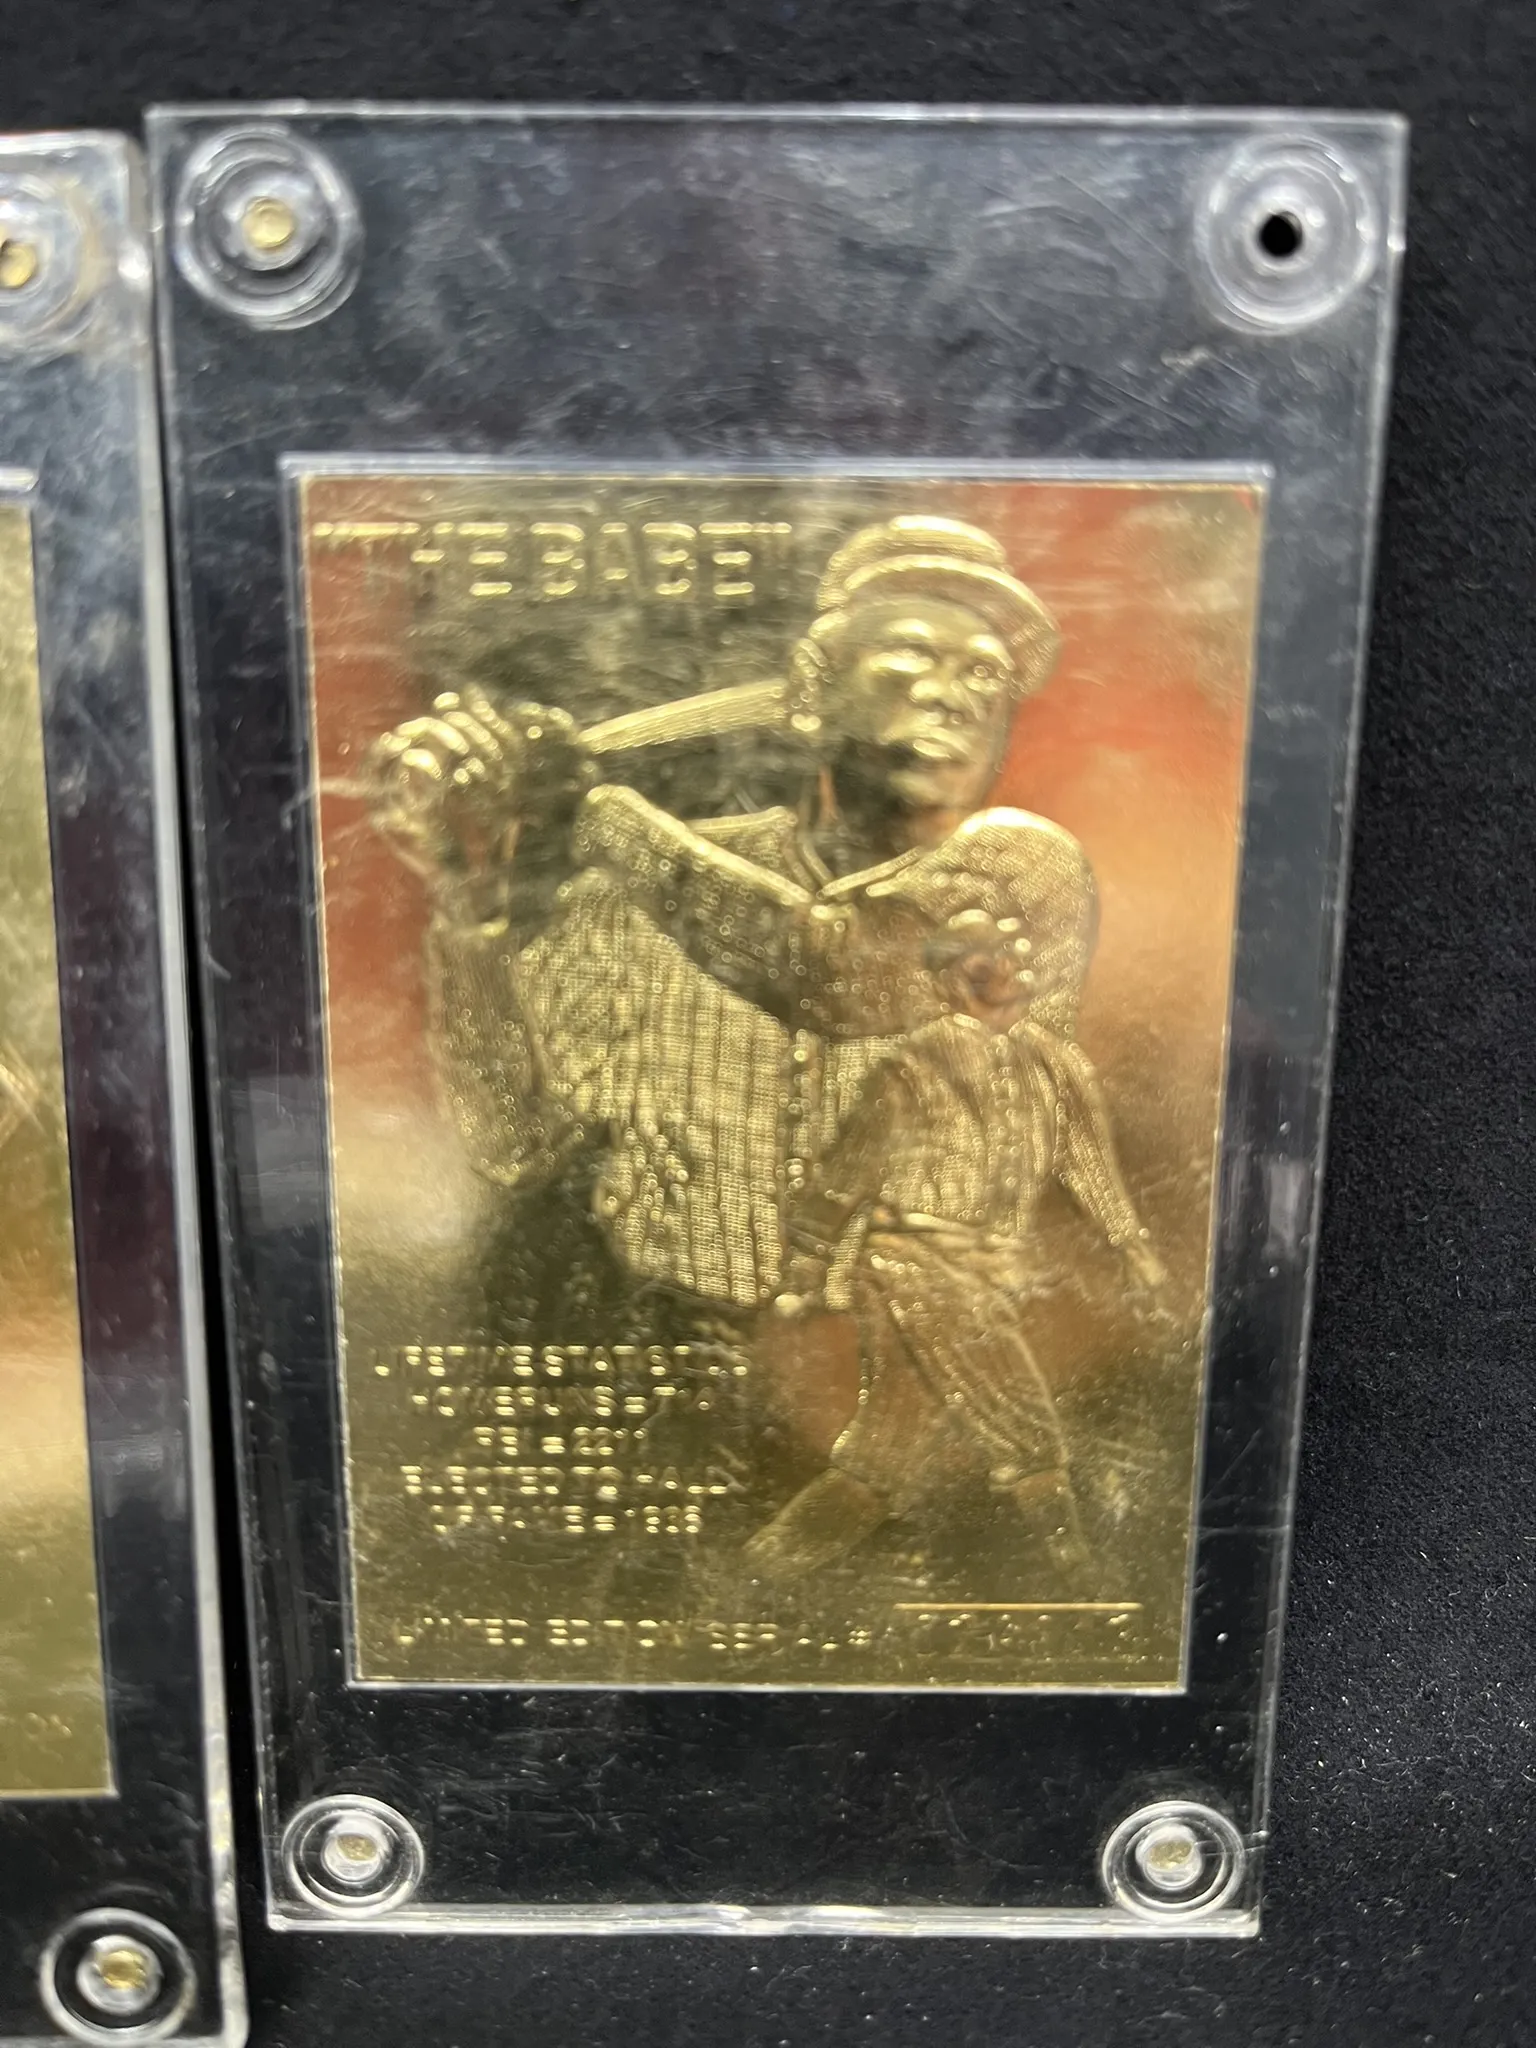 "THE BABE"
LIFETIME STATISTICS
HOMERUNS = 714
RBI = 2211
ELECTED TO HALL
OF FAME = 1936
LIMITED EDITION SERIAL #